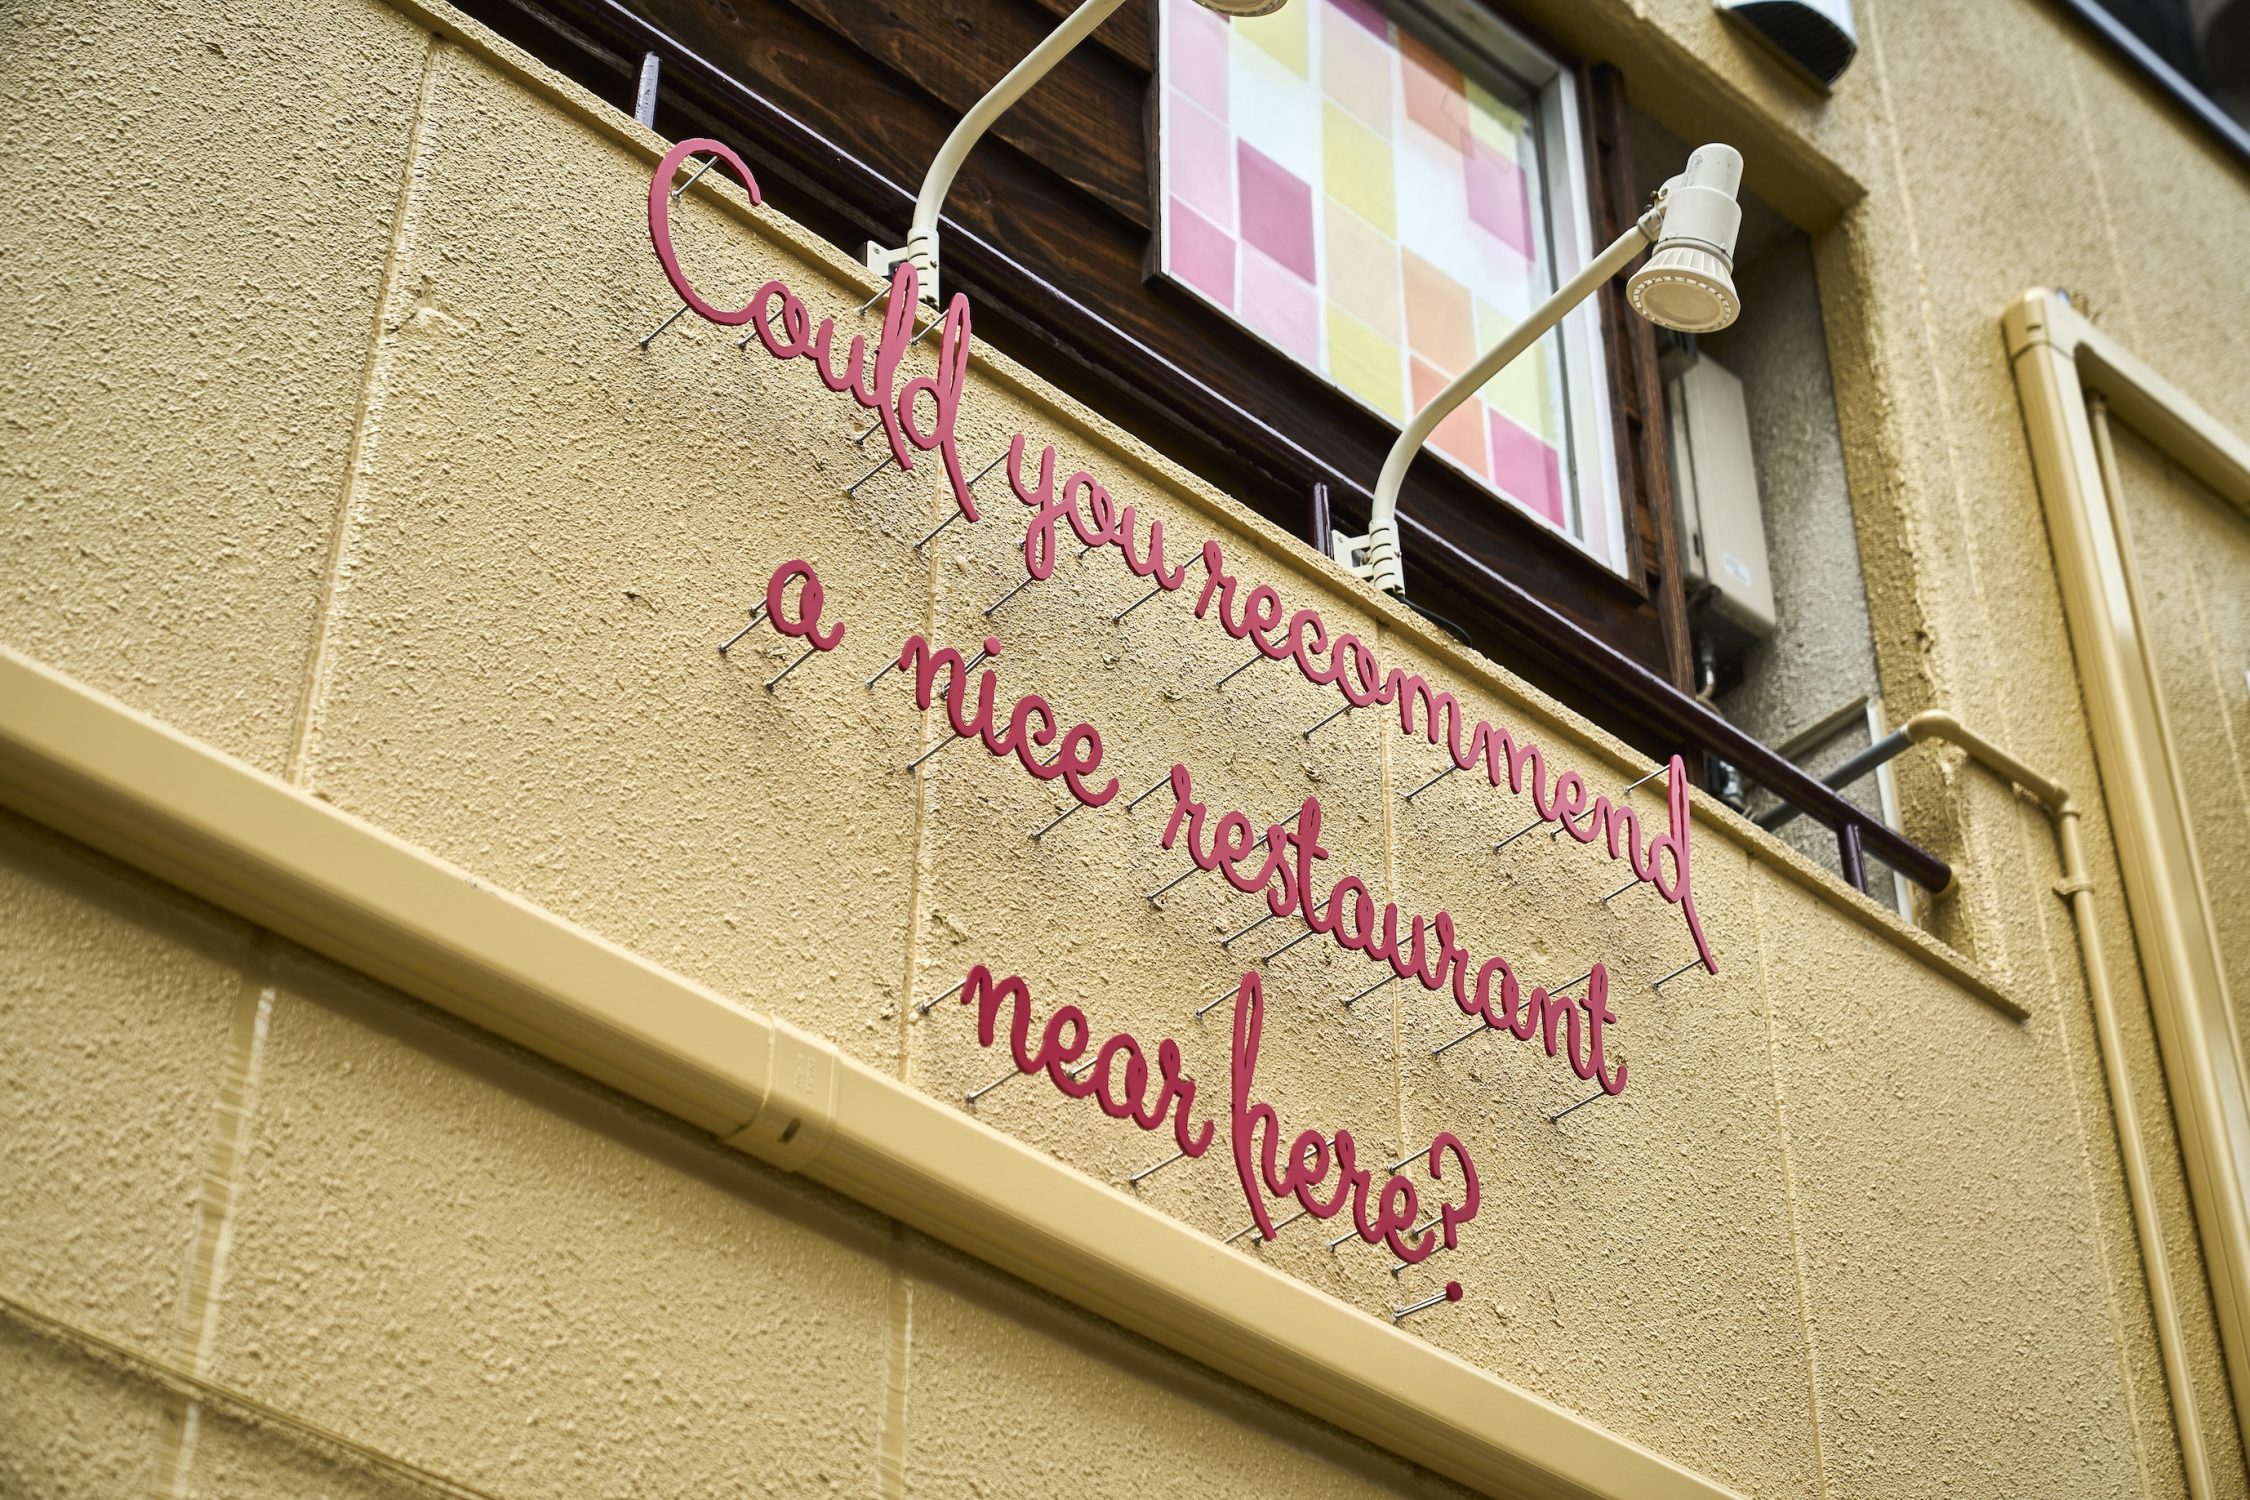 Could you recommend
a nice restaurant
near here?